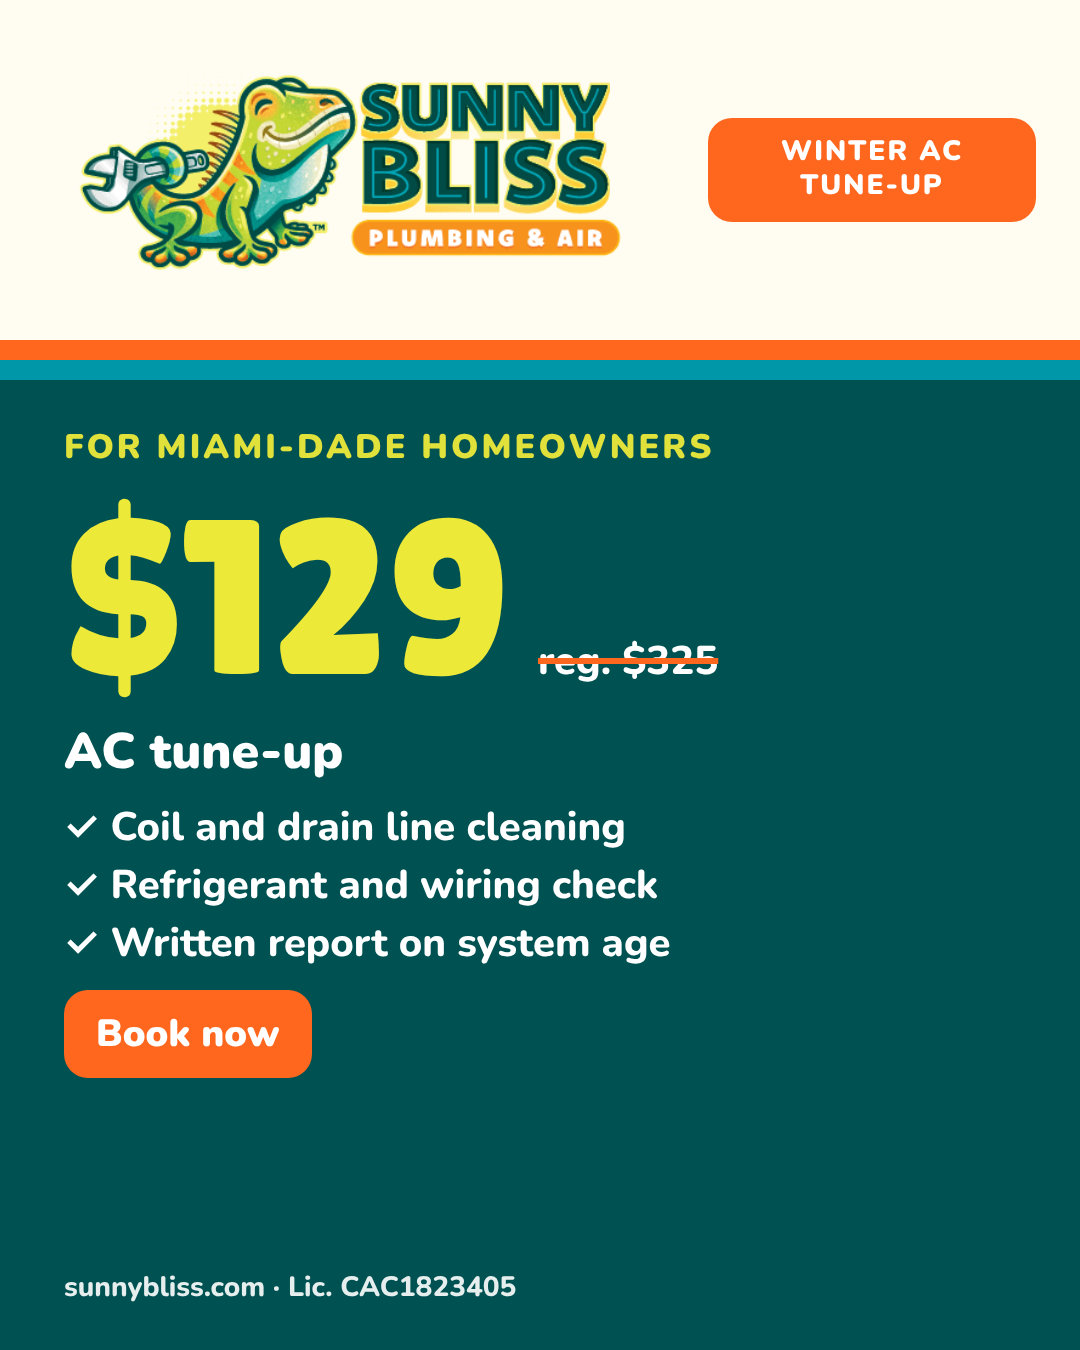 SUNNY
BLISS
PLUMBING & AIR
™
WINTER AC
TUNE-UP
FOR MIAMI-DADE HOMEOWNERS
$129
reg. $325
AC tune-up
✓ Coil and drain line cleaning
✓ Refrigerant and wiring check
✓ Written report on system age
Book now
sunnybliss.com · Lic. CAC1823405